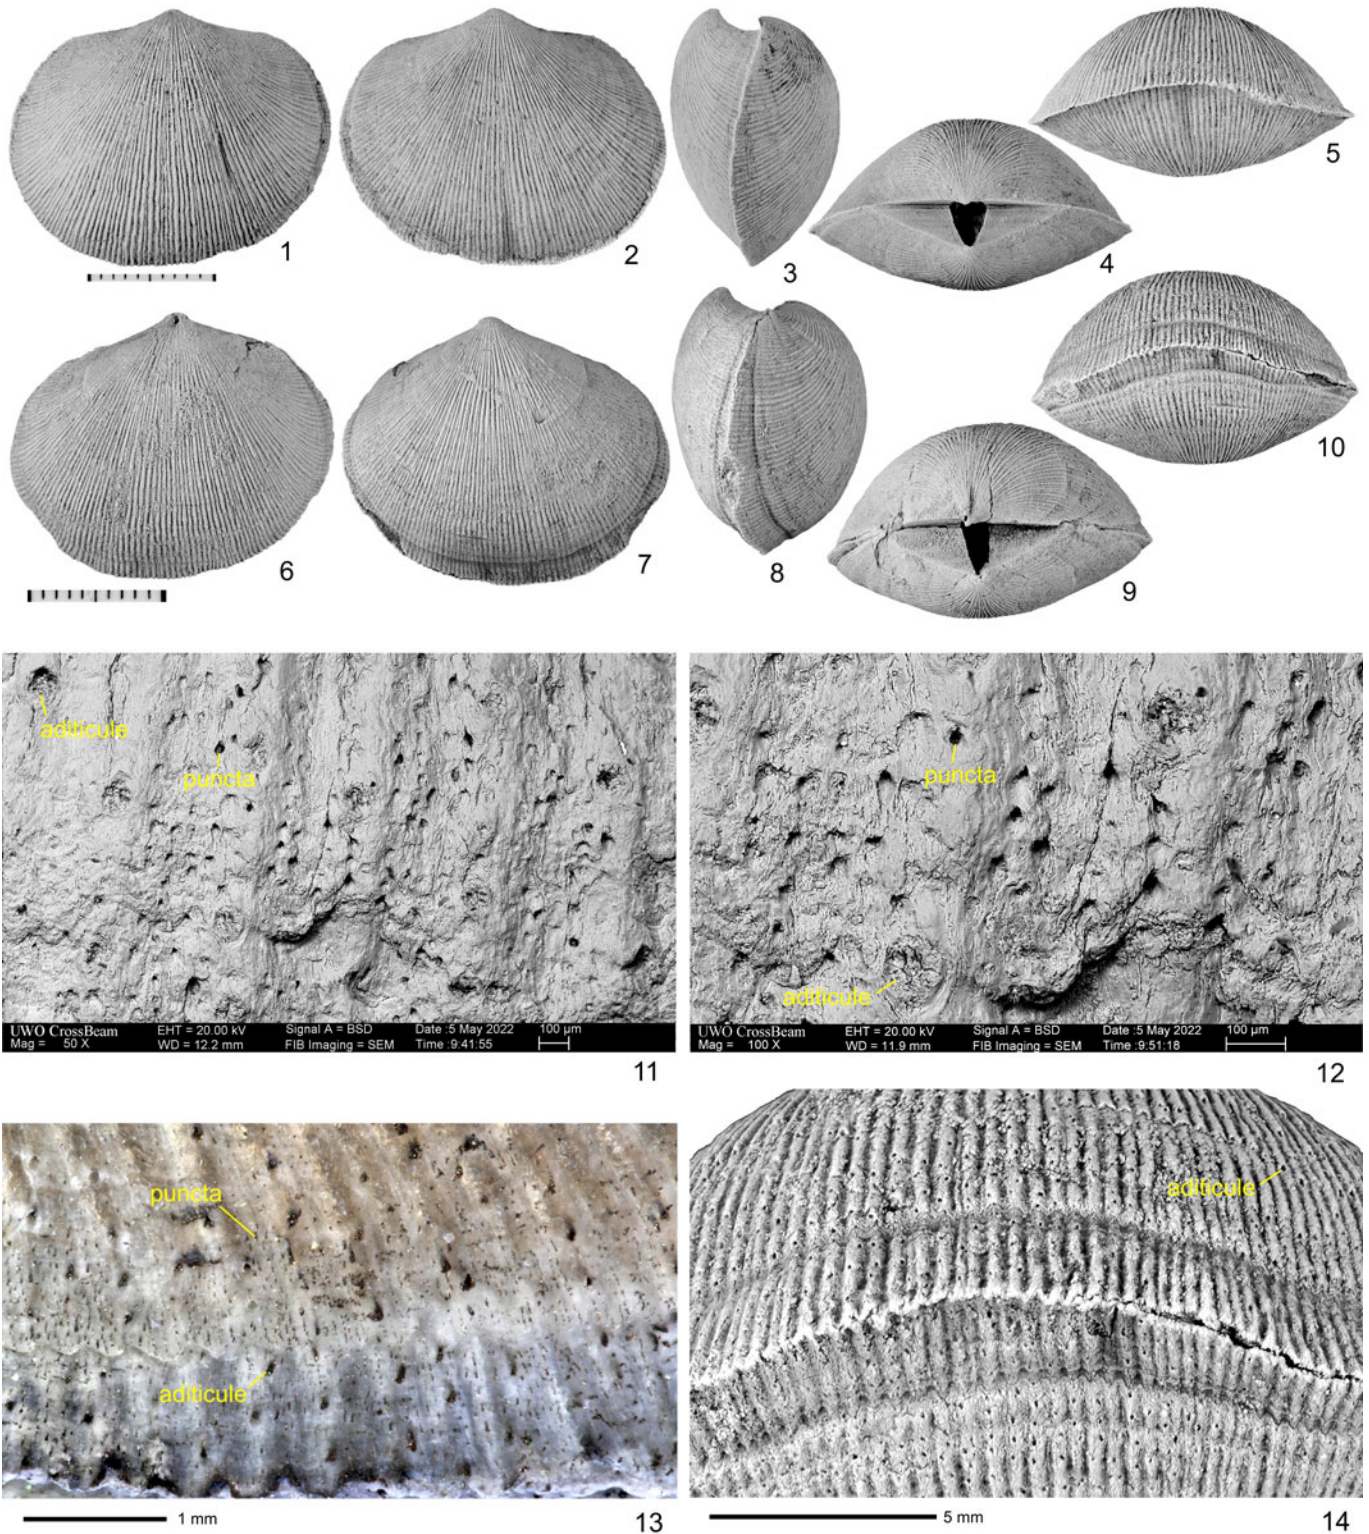 1
2
3
4
5
6
7
8
9
10
aditicule
puncta
UWO CrossBeam EHT = 20.00 kV Signal A = BSD Date :5 May 2022 100 µm
Mag = 50 X WD = 12.2 mm FIB Imaging = SEM Time :9:41:55
11
puncta
aditicule
UWO CrossBeam EHT = 20.00 kV Signal A = BSD Date :5 May 2022 100 µm
Mag = 100 X WD = 11.9 mm FIB Imaging = SEM Time :9:51:18
12
puncta
aditicule
1 mm
13
aditicule
5 mm
14